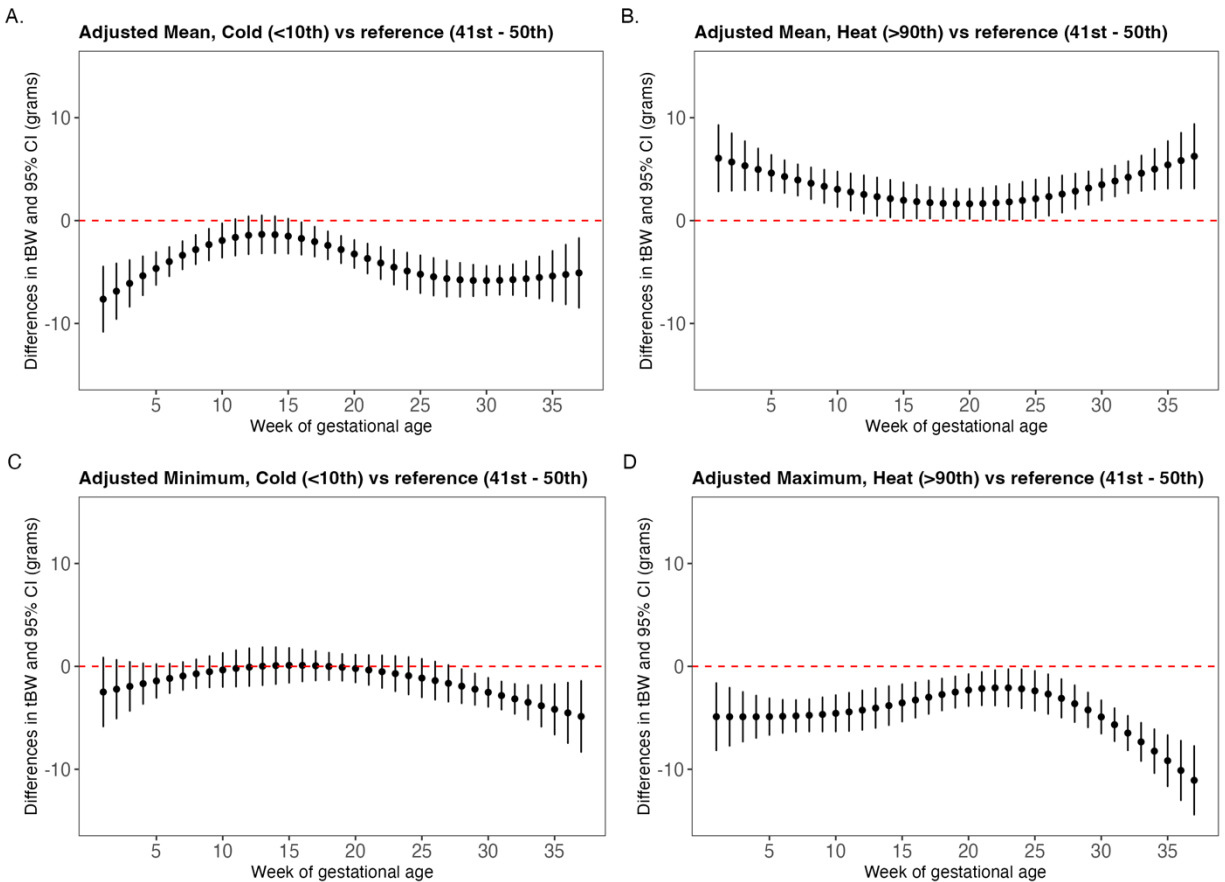 A.
Adjusted Mean, Cold (<10th) vs reference (41st - 50th)
Differences in tBW and 95% CI (grams)
10
0
-10
5 10 15 20 25 30 35
Week of gestational age
B.
Adjusted Mean, Heat (>90th) vs reference (41st - 50th)
Differences in tBW and 95% CI (grams)
10
0
-10
5 10 15 20 25 30 35
Week of gestational age
C
Adjusted Minimum, Cold (<10th) vs reference (41st - 50th)
Differences in tBW and 95% CI (grams)
10
0
-10
5 10 15 20 25 30 35
Week of gestational age
D
Adjusted Maximum, Heat (>90th) vs reference (41st - 50th)
Differences in tBW and 95% CI (grams)
10
0
-10
5 10 15 20 25 30 35
Week of gestational age